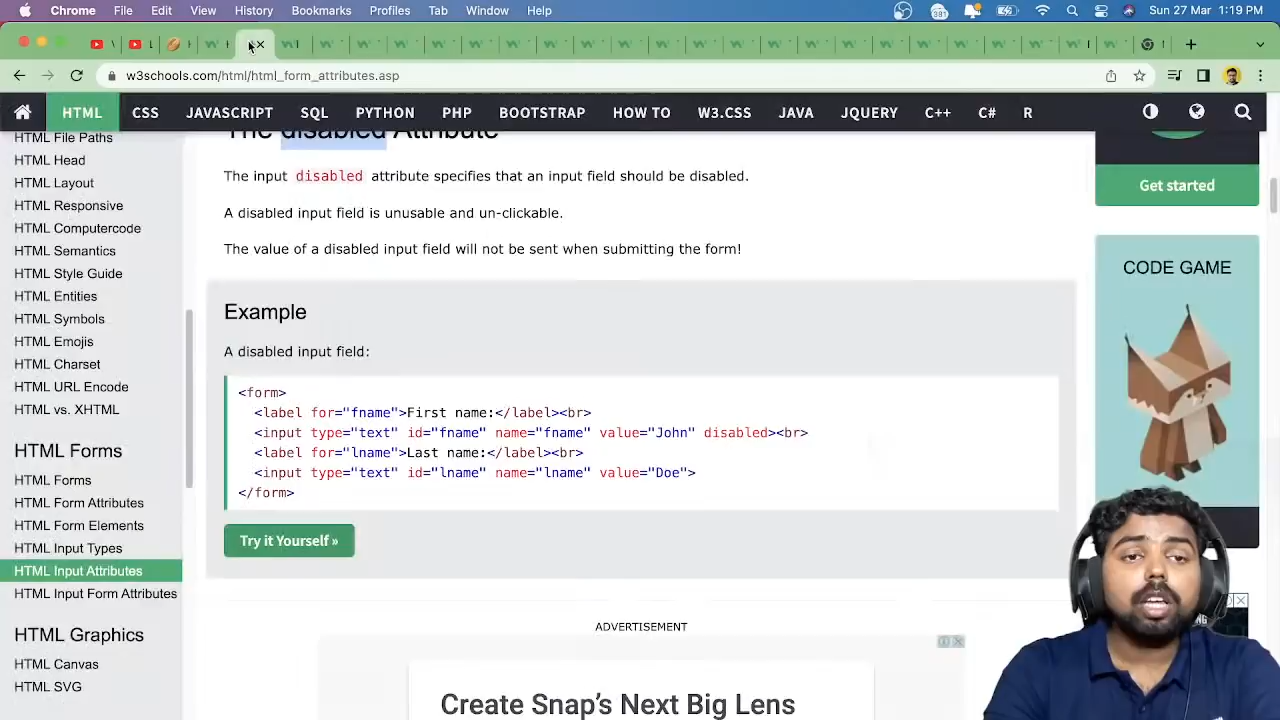 Chrome File Edit View History Bookmarks Profiles Tab Window Help
381
Sun 27 Mar 1:19 PM
w3schools.com/html/html_form_attributes.asp
HTML CSS JAVASCRIPT SQL PYTHON PHP BOOTSTRAP HOW TO W3.CSS JAVA JQUERY C++ C# R
HTML File Paths
HTML Head
HTML Layout
HTML Responsive
HTML Computercode
HTML Semantics
HTML Style Guide
HTML Entities
HTML Symbols
HTML Emojis
HTML Charset
HTML URL Encode
HTML vs. XHTML
HTML Forms
HTML Forms
HTML Form Attributes
HTML Form Elements
HTML Input Types
HTML Input Attributes
HTML Input Form Attributes
HTML Graphics
HTML Canvas
HTML SVG
The disabled Attribute
The input disabled attribute specifies that an input field should be disabled.
A disabled input field is unusable and un-clickable.
The value of a disabled input field will not be sent when submitting the form!
Example
A disabled input field:
<form>
<label for="fname">First name:</label><br>
<input type="text" id="fname" name="fname" value="John" disabled><br>
<label for="lname">Last name:</label><br>
<input type="text" id="lname" name="lname" value="Doe">
</form>
Try it Yourself »
ADVERTISEMENT
Create Snap's Next Big Lens
Get started
CODE GAME